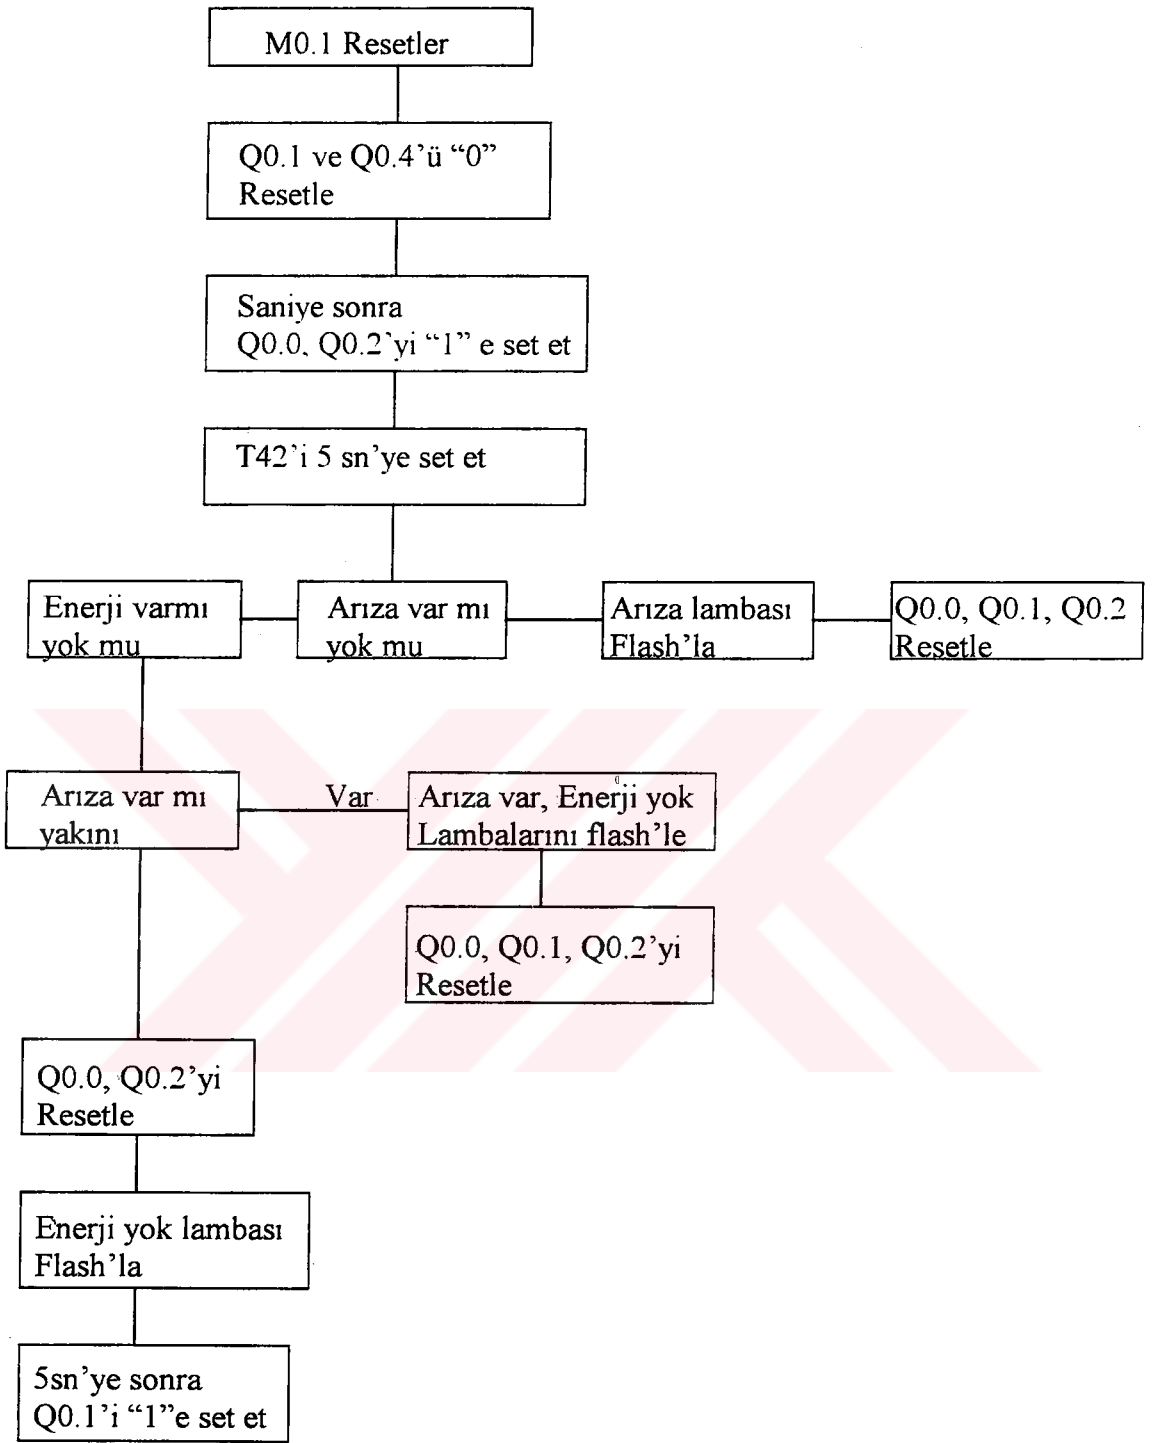 M0.1 Resetler
Q0.1 ve Q0.4’ü “0”
Resetle
Saniye sonra
Q0.0, Q0.2’yi “1” e set et
T42’i 5 sn’ye set et
Enerji varmı
yok mu
Arıza var mı
yok mu
Arıza lambası
Flash’la
Q0.0, Q0.1, Q0.2
Resetle
Arıza var mı
yakını
Var
Arıza var, Enerji yok
Lambalarını flash’le
Q0.0, Q0.1, Q0.2’yi
Resetle
Q0.0, Q0.2’yi
Resetle
Enerji yok lambası
Flash’la
5sn’ye sonra
Q0.1’i “1”e set et